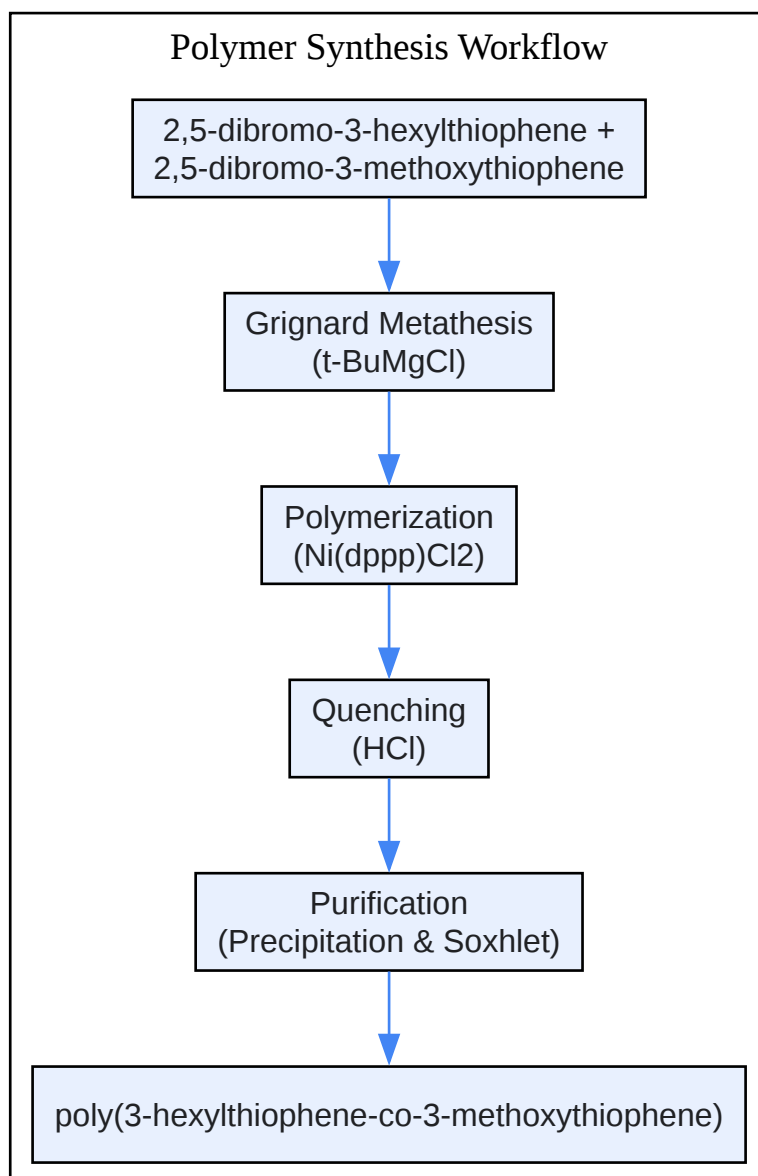 Polymer Synthesis Workflow
2,5-dibromo-3-hexylthiophene +
2,5-dibromo-3-methoxythiophene
Grignard Metathesis
(t-BuMgCl)
Polymerization
(Ni(dppp)Cl2)
Quenching
(HCl)
Purification
(Precipitation & Soxhlet)
poly(3-hexylthiophene-co-3-methoxythiophene)